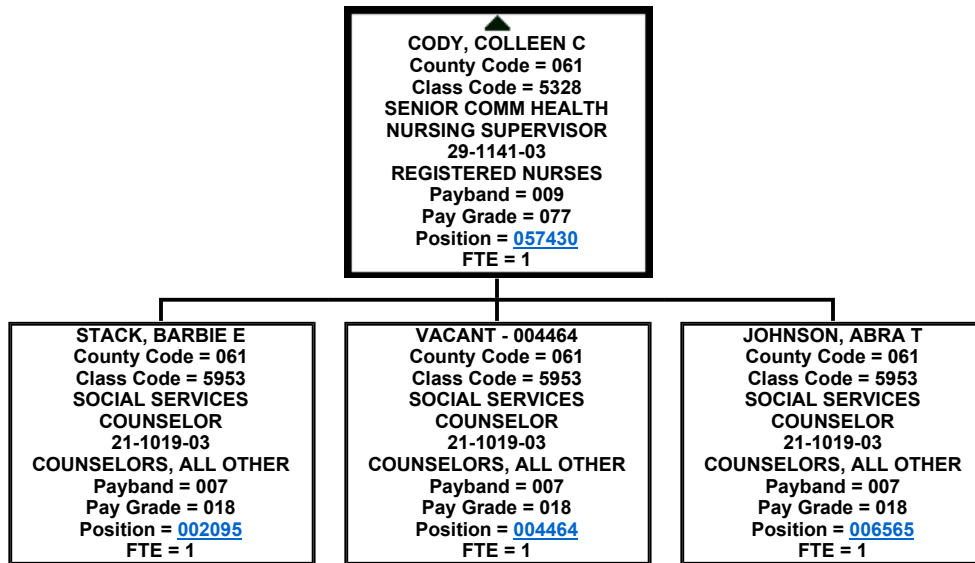 CODY, COLLEEN C
County Code = 061
Class Code = 5328
SENIOR COMM HEALTH
NURSING SUPERVISOR
29-1141-03
REGISTERED NURSES
Payband = 009
Pay Grade = 077
Position = 057430
FTE = 1
STACK, BARBIE E
County Code = 061
Class Code = 5953
SOCIAL SERVICES
COUNSELOR
21-1019-03
COUNSELORS, ALL OTHER
Payband = 007
Pay Grade = 018
Position = 002095
FTE = 1
VACANT - 004464
County Code = 061
Class Code = 5953
SOCIAL SERVICES
COUNSELOR
21-1019-03
COUNSELORS, ALL OTHER
Payband = 007
Pay Grade = 018
Position = 004464
FTE = 1
JOHNSON, ABRA T
County Code = 061
Class Code = 5953
SOCIAL SERVICES
COUNSELOR
21-1019-03
COUNSELORS, ALL OTHER
Payband = 007
Pay Grade = 018
Position = 006565
FTE = 1